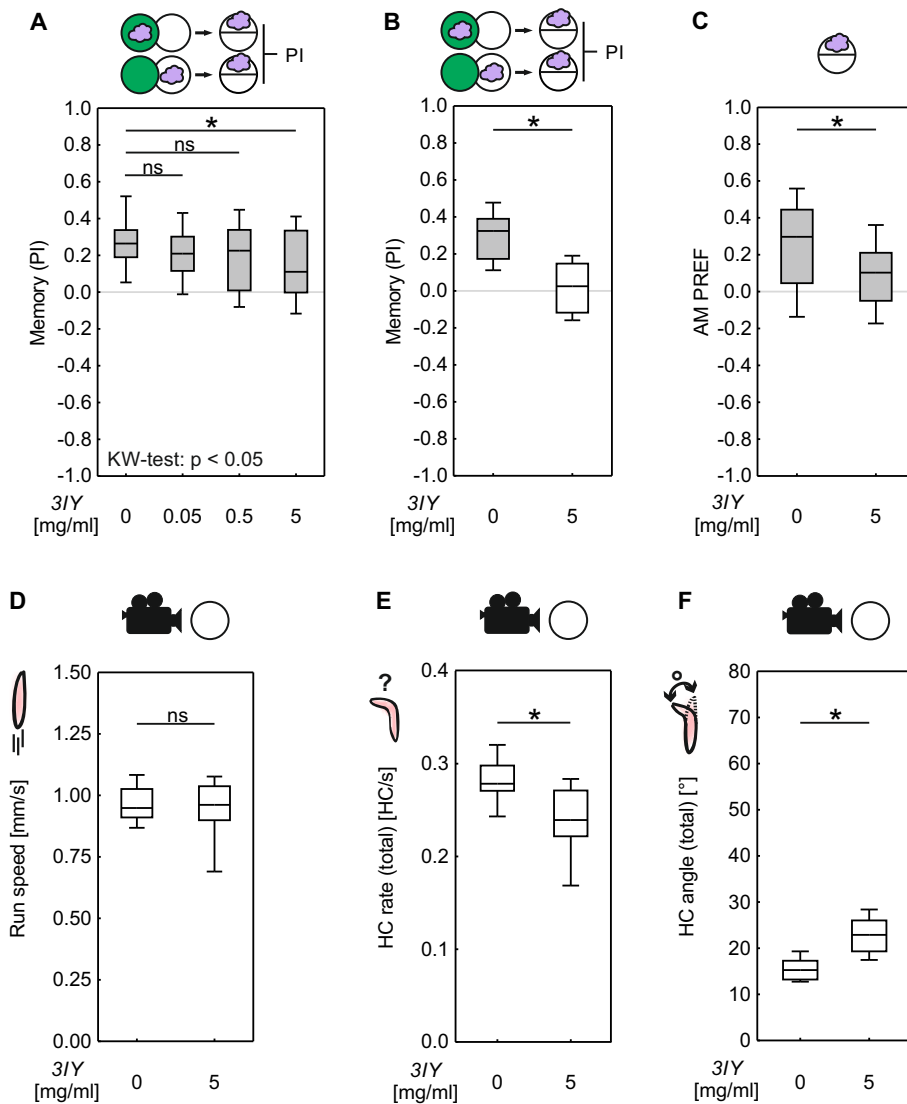 A
PI
Memory (PI)
1.0
0.8
0.6
0.4
0.2
0.0
-0.2
-0.4
-0.6
-0.8
-1.0
*
ns
ns
KW-test: p < 0.05
3IY
[mg/ml]
0 0.05 0.5 5
B
PI
Memory (PI)
1.0
0.8
0.6
0.4
0.2
0.0
-0.2
-0.4
-0.6
-0.8
-1.0
*
3IY
[mg/ml]
0 5
C
AM PREF
1.0
0.8
0.6
0.4
0.2
0.0
-0.2
-0.4
-0.6
-0.8
-1.0
*
3IY
[mg/ml]
0 5
D
Run speed [mm/s]
1.50
1.25
1.00
0.75
0.50
0.25
0.00
ns
3IY
[mg/ml]
0 5
E
?
HC rate (total) [HC/s]
0.4
0.3
0.2
0.1
0.0
*
3IY
[mg/ml]
0 5
F
°
HC angle (total) [°]
80
70
60
50
40
30
20
10
0
*
3IY
[mg/ml]
0 5